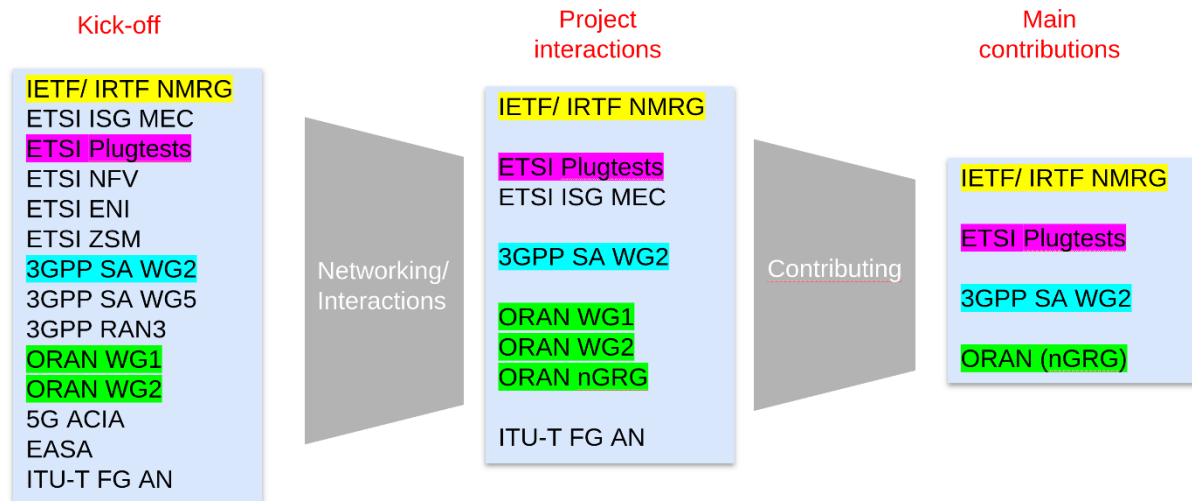 Kick-off
IETF/ IRTF NMRG
ETSI ISG MEC
ETSI Plugtests
ETSI NFV
ETSI ENI
ETSI ZSM
3GPP SA WG2
3GPP SA WG5
3GPP RAN3
ORAN WG1
ORAN WG2
5G ACIA
EASA
ITU-T FG AN
Networking/
Interactions
Project
interactions
IETF/ IRTF NMRG
ETSI Plugtests
ETSI ISG MEC
3GPP SA WG2
ORAN WG1
ORAN WG2
ORAN nGRG
ITU-T FG AN
Contributing
Main
contributions
IETF/ IRTF NMRG
ETSI Plugtests
3GPP SA WG2
ORAN (nGRG)